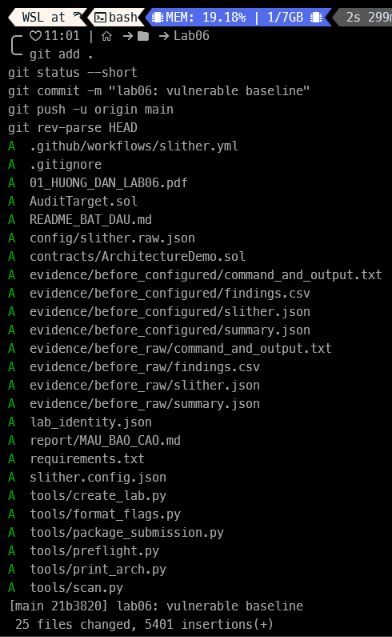 WSL at bash MEM: 19.18% | 1/7GB 2s 299m
11:01 | → → Lab06
git add .
git status --short
git commit -m "lab06: vulnerable baseline"
git push -u origin main
git rev-parse HEAD
A .github/workflows/slither.yml
A .gitignore
A 01_HUONG_DAN_LAB06.pdf
A AuditTarget.sol
A README_BAT_DAU.md
A config/slither.raw.json
A contracts/ArchitectureDemo.sol
A evidence/before_configured/command_and_output.txt
A evidence/before_configured/findings.csv
A evidence/before_configured/slither.json
A evidence/before_configured/summary.json
A evidence/before_raw/command_and_output.txt
A evidence/before_raw/findings.csv
A evidence/before_raw/slither.json
A evidence/before_raw/summary.json
A lab_identity.json
A report/MAU_BAO_CAO.md
A requirements.txt
A slither.config.json
A tools/create_lab.py
A tools/format_flags.py
A tools/package_submission.py
A tools/preflight.py
A tools/print_arch.py
A tools/scan.py
[main 21b3820] lab06: vulnerable baseline
25 files changed, 5401 insertions(+)